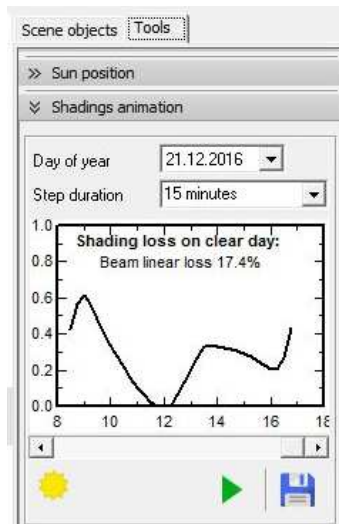 Scene objects Tools
Sun position
Shadings animation
Day of year 21.12.2016
Step duration 15 minutes
1.0
Shading loss on clear day:
0.8
Beam linear loss 17.4%
0.6
0.4
0.2
0.0
8 10 12 14 16 18